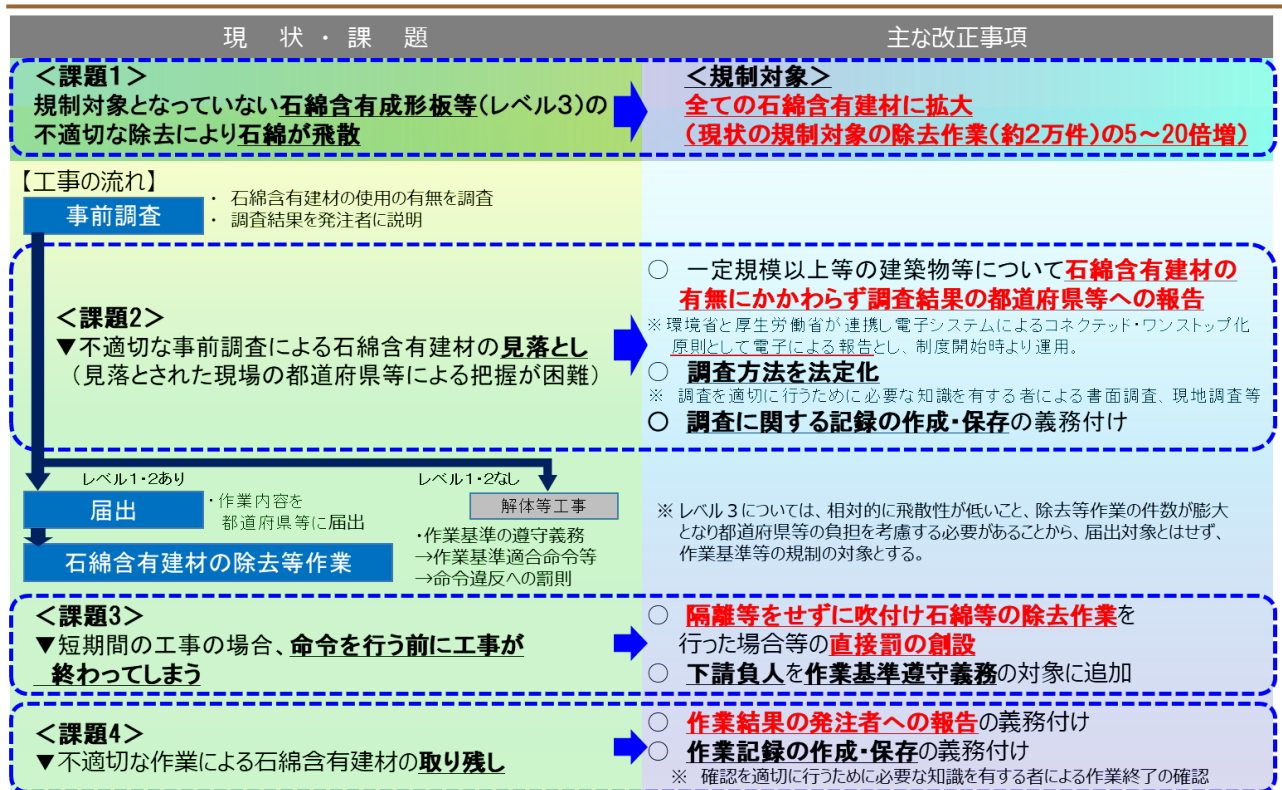 現 状・課 題
主な改正事項
＜課題1＞
規制対象となっていない石綿含有成形板等(レベル3)の
不適切な除去により石綿が飛散
＜規制対象＞
全ての石綿含有建材に拡大
（現状の規制対象の除去作業(約2万件)の5～20倍増）
【工事の流れ】
事前調査
・ 石綿含有建材の使用の有無を調査
・ 調査結果を発注者に説明
＜課題2＞
▼不適切な事前調査による石綿含有建材の見落とし
（見落とされた現場の都道府県等による把握が困難）
○ 一定規模以上等の建築物等について石綿含有建材の
有無にかかわらず調査結果の都道府県等への報告
※環境省と厚生労働省が連携し電子システムによるコネクテッド・ワンストップ化
原則として電子による報告とし、制度開始時より運用。
○ 調査方法を法定化
※ 調査を適切に行うために必要な知識を有する者による書面調査、現地調査等
○ 調査に関する記録の作成・保存の義務付け
レベル1・2あり
レベル1・2なし
届出
・作業内容を
都道府県等に届出
解体等工事
石綿含有建材の除去等作業
・作業基準の遵守義務
→作業基準適合命令等
→命令違反への罰則
※レベル３については、相対的に飛散性が低いこと、除去等作業の件数が膨大
となり都道府県等の負担を考慮する必要があることから、届出対象とはせず、
作業基準等の規制の対象とする。
＜課題3＞
▼短期間の工事の場合、命令を行う前に工事が
終わってしまう
○ 隔離等をせずに吹付け石綿等の除去作業を
行った場合等の直接罰の創設
○ 下請負人を作業基準遵守義務の対象に追加
＜課題4＞
▼不適切な作業による石綿含有建材の取り残し
○ 作業結果の発注者への報告の義務付け
○ 作業記録の作成・保存の義務付け
※ 確認を適切に行うために必要な知識を有する者による作業終了の確認